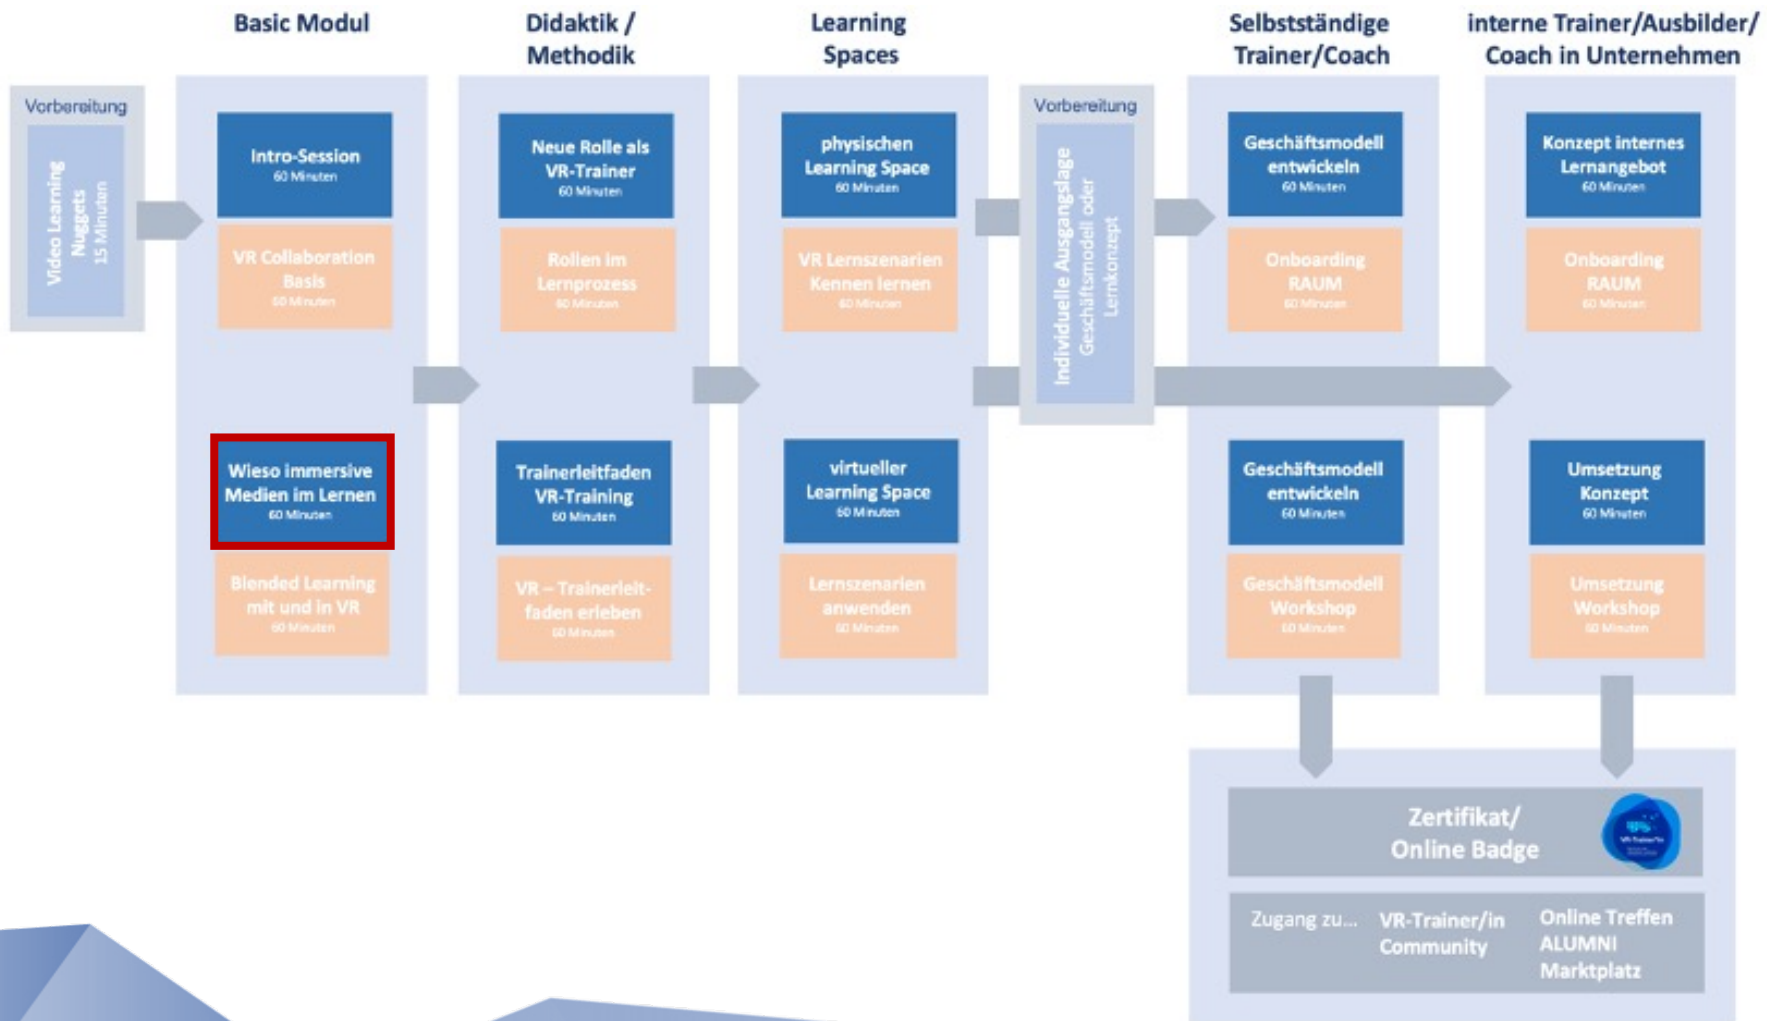 Basic Modul
Didaktik /
Methodik
Learning
Spaces
Selbstständige
Trainer/Coach
interne Trainer/Ausbilder/
Coach in Unternehmen
Vorbereitung
Video Learning
Nuggets
15 Minuten
Intro-Session
60 Minuten
VR Collaboration
Basis
60 Minuten
Wieso immersive
Medien im Lernen
60 Minuten
Blended Learning
mit und in VR
60 Minuten
Neue Rolle als
VR-Trainer
60 Minuten
Rollen im
Lernprozess
60 Minuten
Trainerleitfaden
VR-Training
60 Minuten
VR – Trainerleit-
faden erleben
60 Minuten
physischen
Learning Space
60 Minuten
VR Lernszenarien
Kennen lernen
60 Minuten
virtueller
Learning Space
60 Minuten
Lernszenarien
anwenden
60 Minuten
Vorbereitung
Individuelle Ausgangslage
Geschäftsmodell oder
Lernkonzept
Geschäftsmodell
entwickeln
60 Minuten
Onboarding
RAUM
60 Minuten
Geschäftsmodell
entwickeln
60 Minuten
Geschäftsmodell
Workshop
60 Minuten
Konzept internes
Lernangebot
60 Minuten
Onboarding
RAUM
60 Minuten
Umsetzung
Konzept
60 Minuten
Umsetzung
Workshop
60 Minuten
Zertifikat/
Online Badge
VR-Trainer*in
Zugang zu...
VR-Trainer/in
Community
Online Treffen
ALUMNI
Marktplatz